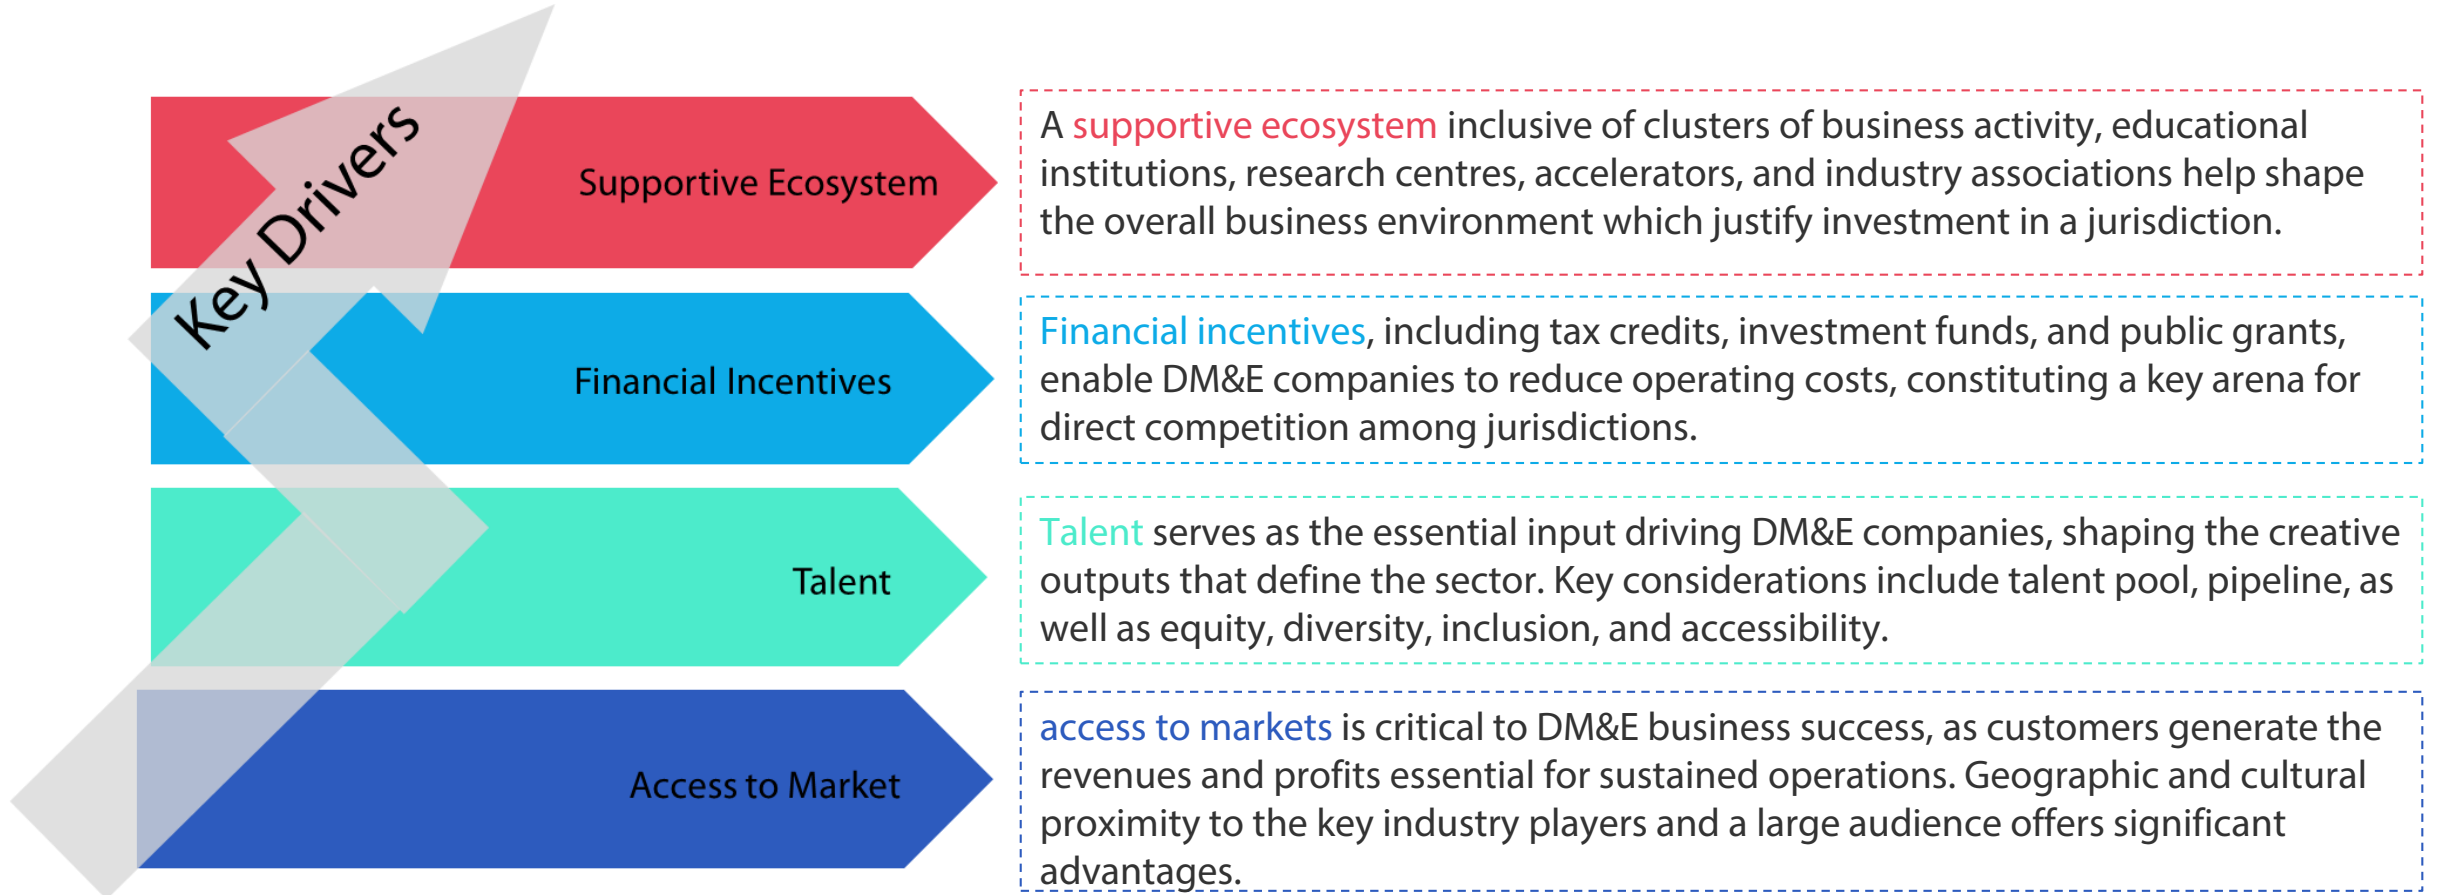 Key Drivers
Supportive Ecosystem
A supportive ecosystem inclusive of clusters of business activity, educational
institutions, research centres, accelerators, and industry associations help shape
the overall business environment which justify investment in a jurisdiction.
Financial Incentives
Financial incentives, including tax credits, investment funds, and public grants,
enable DM&E companies to reduce operating costs, constituting a key arena for
direct competition among jurisdictions.
Talent
Talent serves as the essential input driving DM&E companies, shaping the creative
outputs that define the sector. Key considerations include talent pool, pipeline, as
well as equity, diversity, inclusion, and accessibility.
Access to Market
access to markets is critical to DM&E business success, as customers generate the
revenues and profits essential for sustained operations. Geographic and cultural
proximity to the key industry players and a large audience offers significant
advantages.